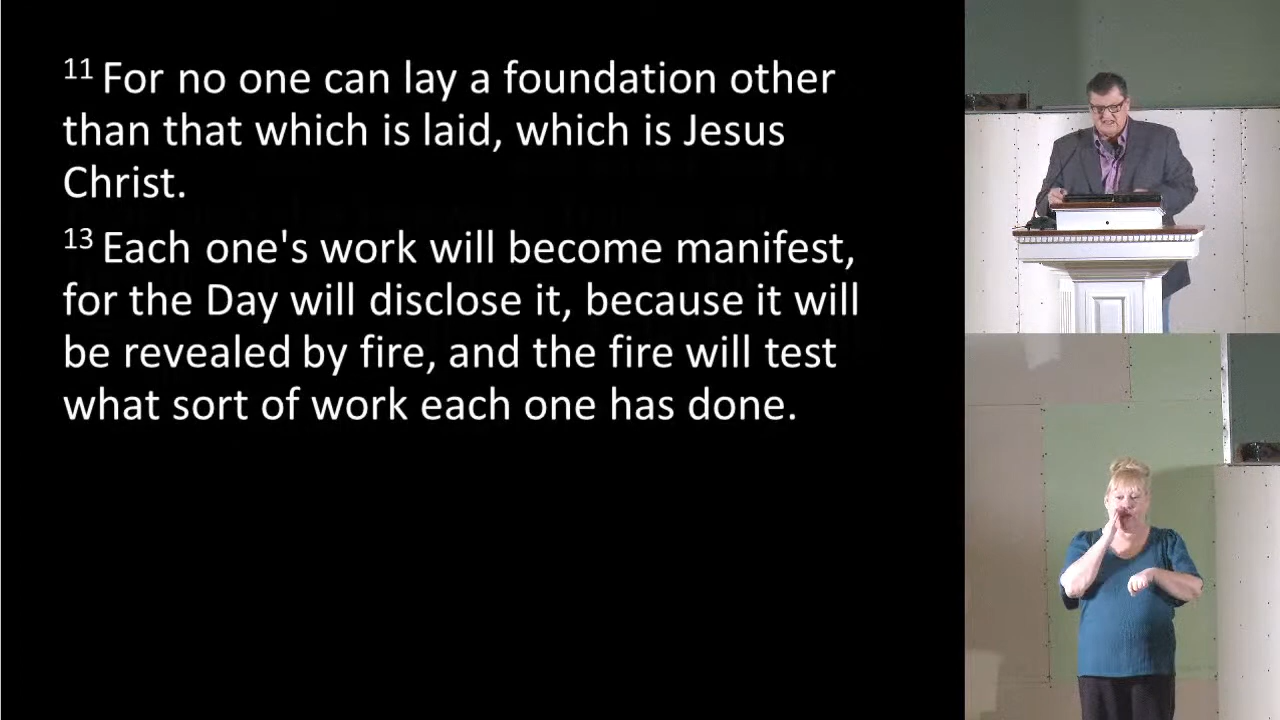 11 For no one can lay a foundation other
than that which is laid, which is Jesus
Christ.
13 Each one's work will become manifest,
for the Day will disclose it, because it will
be revealed by fire, and the fire will test
what sort of work each one has done.